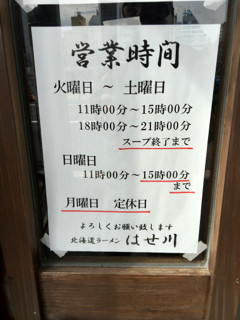 営業時間
火曜日 ～ 土曜日
11時00分～15時00分
18時00分～21時00分
スープ終了まで
日曜日
11時00分～15時00分
まで
月曜日 定休日
よろしくお願い致します
北海道ラーメン はせ川